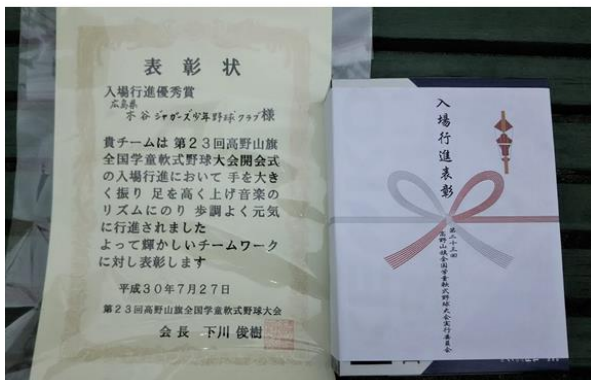 表彰状
入場行進優秀賞
広島県
木谷ジャガーズ少年野球クラブ様
貴チームは第23回高野山旗
全国学童軟式野球大会開会式
の入場行進において手を大き
く振り足を高く上げ音楽の
リズムにのり歩調よく元気
に行進されました
よって輝かしいチームワーク
に対し表彰します
平成30年7月27日
第23回高野山旗全国学童軟式野球大会
会長 下川俊樹
入場行進表彰
第二十三回
高野山旗全国学童軟式野球大会実行委員会